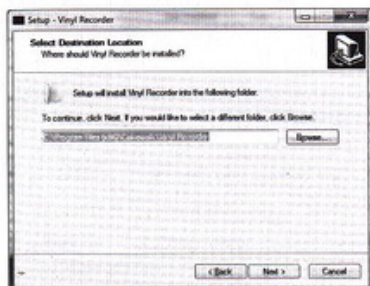 Setup - Vinyl Recorder
Select Destination Location
Where should Vinyl Recorder be installed?
Setup will install Vinyl Recorder into the following folder.
To continue, click Next. If you would like to select a different folder, click Browse.
Browse...
< Back
Next >
Cancel